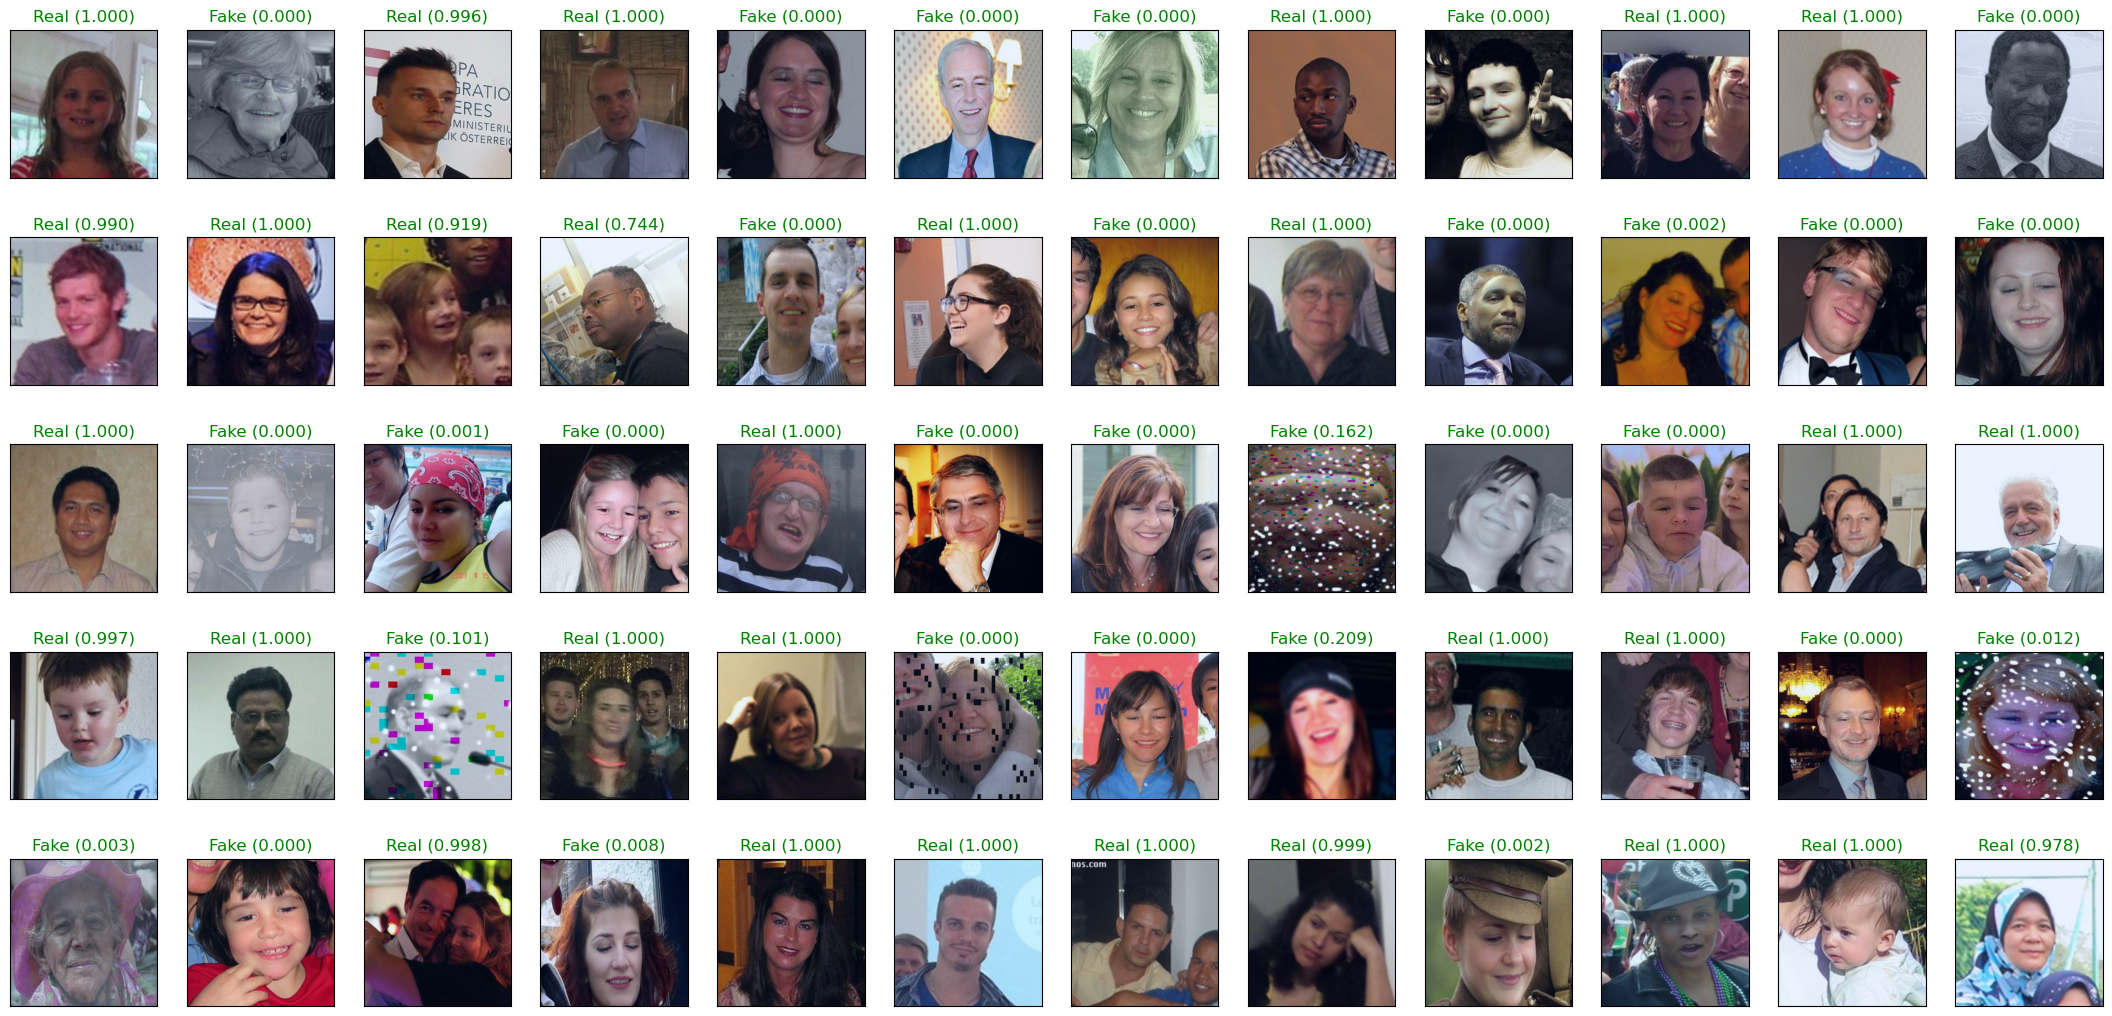 Real (1.000) Fake (0.000) Real (0.996) Real (1.000) Fake (0.000) Fake (0.000) Fake (0.000) Real (1.000) Fake (0.000) Real (1.000) Real (1.000) Fake (0.000)
OPA
GRATIO
ERES
MINISTERI
IK ÖSTERREIC
Real (0.990) Real (1.000) Real (0.919) Real (0.744) Fake (0.000) Real (1.000) Fake (0.000) Real (1.000) Fake (0.000) Fake (0.002) Fake (0.000) Fake (0.000)
Real (1.000) Fake (0.000) Fake (0.001) Fake (0.000) Real (1.000) Fake (0.000) Fake (0.000) Fake (0.162) Fake (0.000) Fake (0.000) Real (1.000) Real (1.000)
Real (0.997) Real (1.000) Fake (0.101) Real (1.000) Real (1.000) Fake (0.000) Fake (0.000) Fake (0.209) Real (1.000) Real (1.000) Fake (0.000) Fake (0.012)
Fake (0.003) Fake (0.000) Real (0.998) Fake (0.008) Real (1.000) Real (1.000) Real (1.000) Real (0.999) Fake (0.002) Real (1.000) Real (1.000) Real (0.978)
nos.com
P